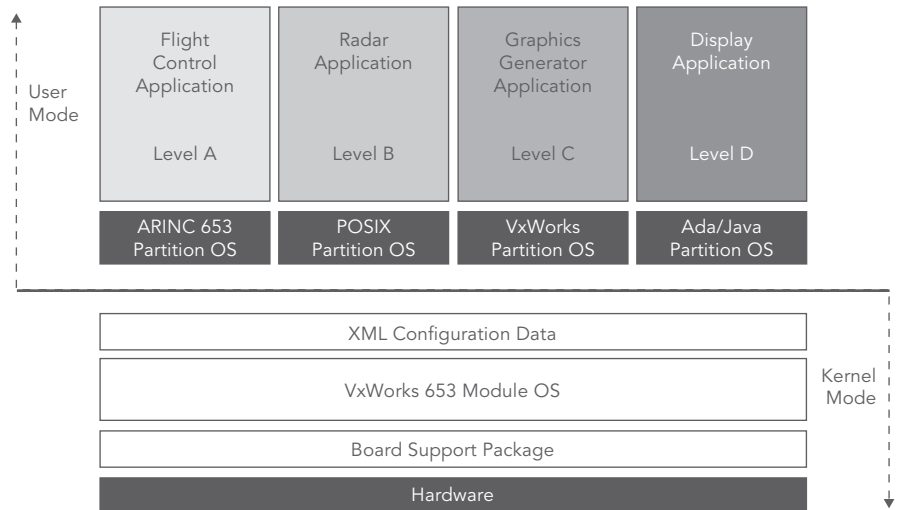 User
Mode
Flight
Control
Application
Level A
Radar
Application
Level B
Graphics
Generator
Application
Level C
Display
Application
Level D
ARINC 653
Partition OS
POSIX
Partition OS
VxWorks
Partition OS
Ada/Java
Partition OS
XML Configuration Data
VxWorks 653 Module OS
Kernel
Mode
Board Support Package
Hardware